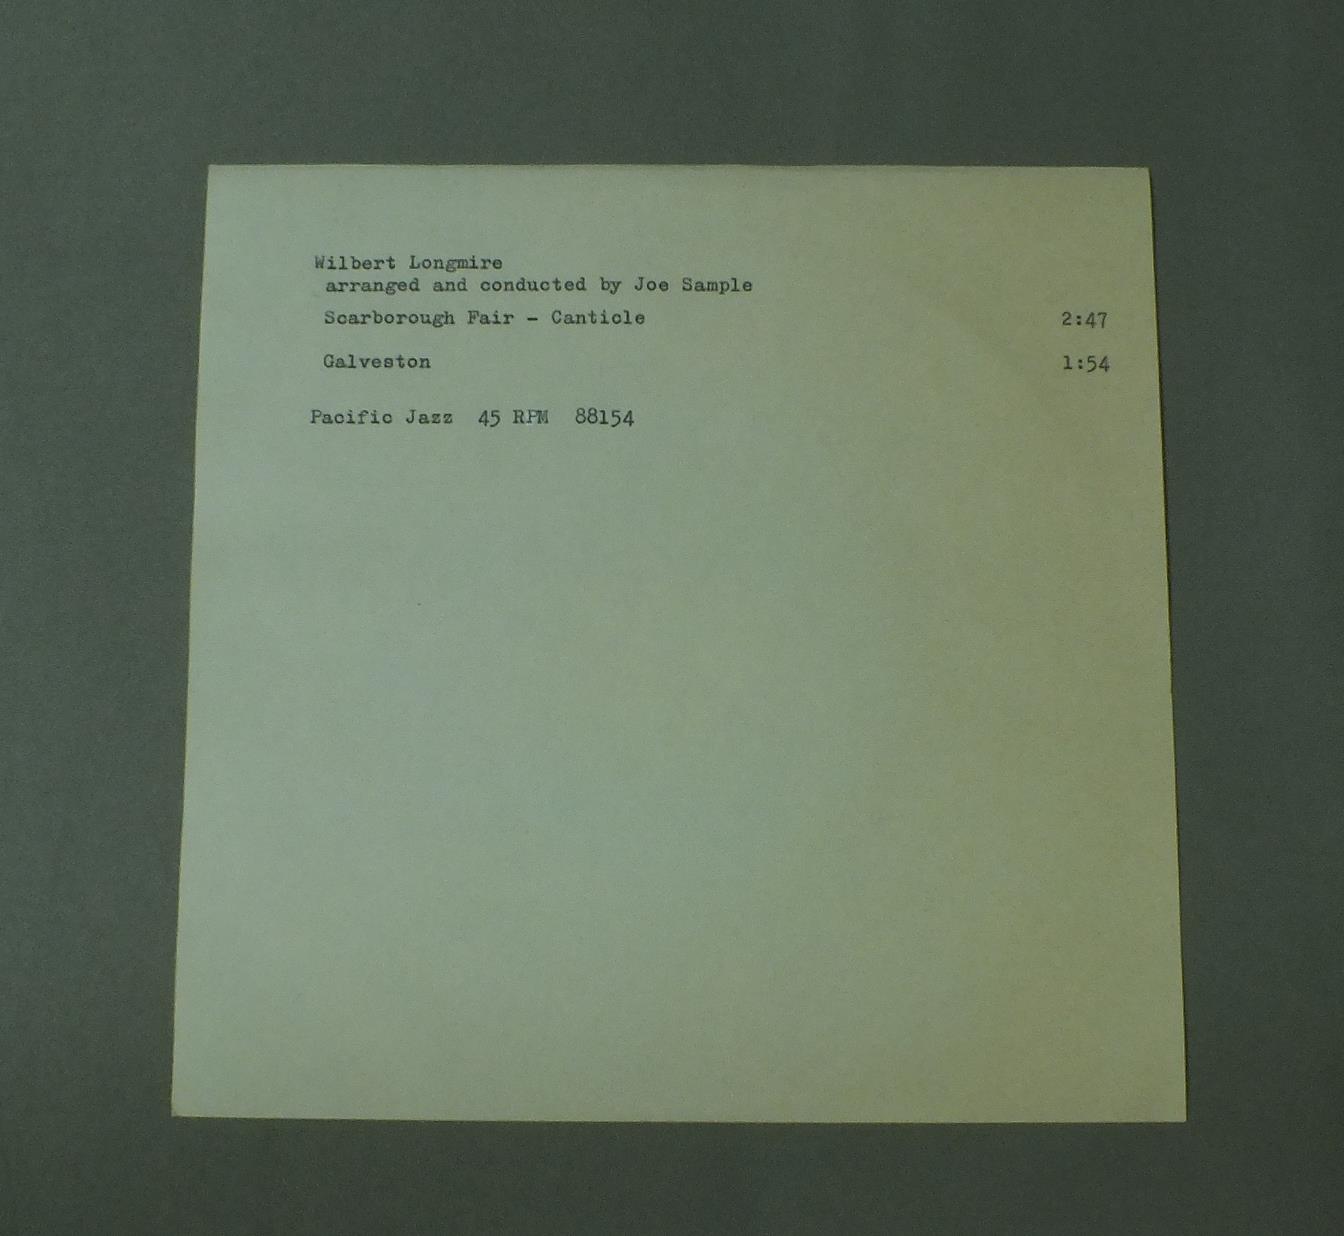 Wilbert Longmire
arranged and conducted by Joe Sample
Scarborough Fair - Canticle 2:47
Galveston 1:54
Pacific Jazz 45 RPM 88154